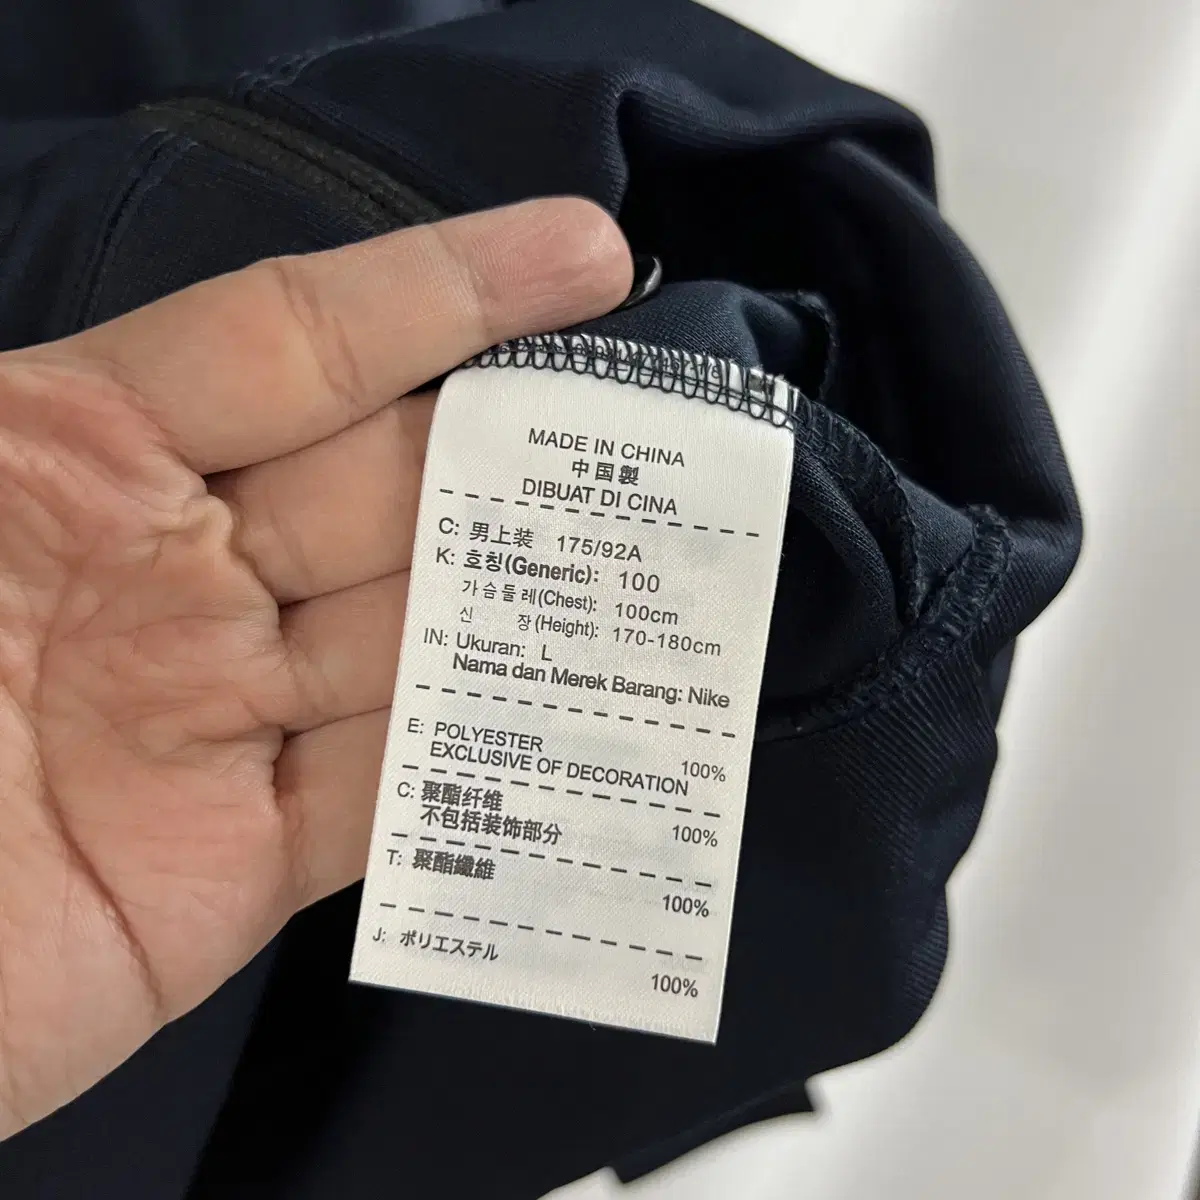 MADE IN CHINA
中国製
DIBUAT DI CINA
C: 男上装 175/92A
K: 호칭(Generic): 100
가슴둘레(Chest): 100cm
신 장(Height): 170-180cm
IN: Ukuran: L
Nama dan Merek Barang: Nike
E: POLYESTER 100%
EXCLUSIVE OF DECORATION
C: 聚酯纤维 100%
不包括装饰部分
T: 聚酯纖維 100%
J: ポリエステル 100%